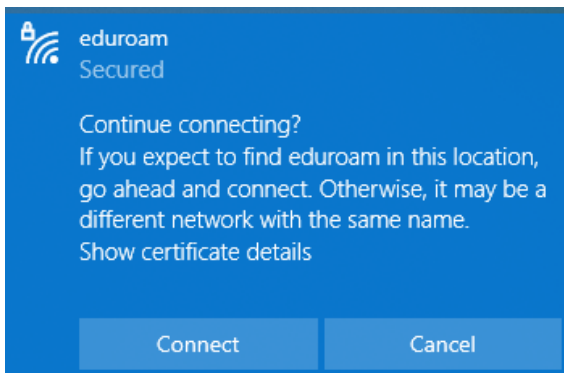 eduroam
Secured
Continue connecting?
If you expect to find eduroam in this location,
go ahead and connect. Otherwise, it may be a
different network with the same name.
Show certificate details
Connect
Cancel